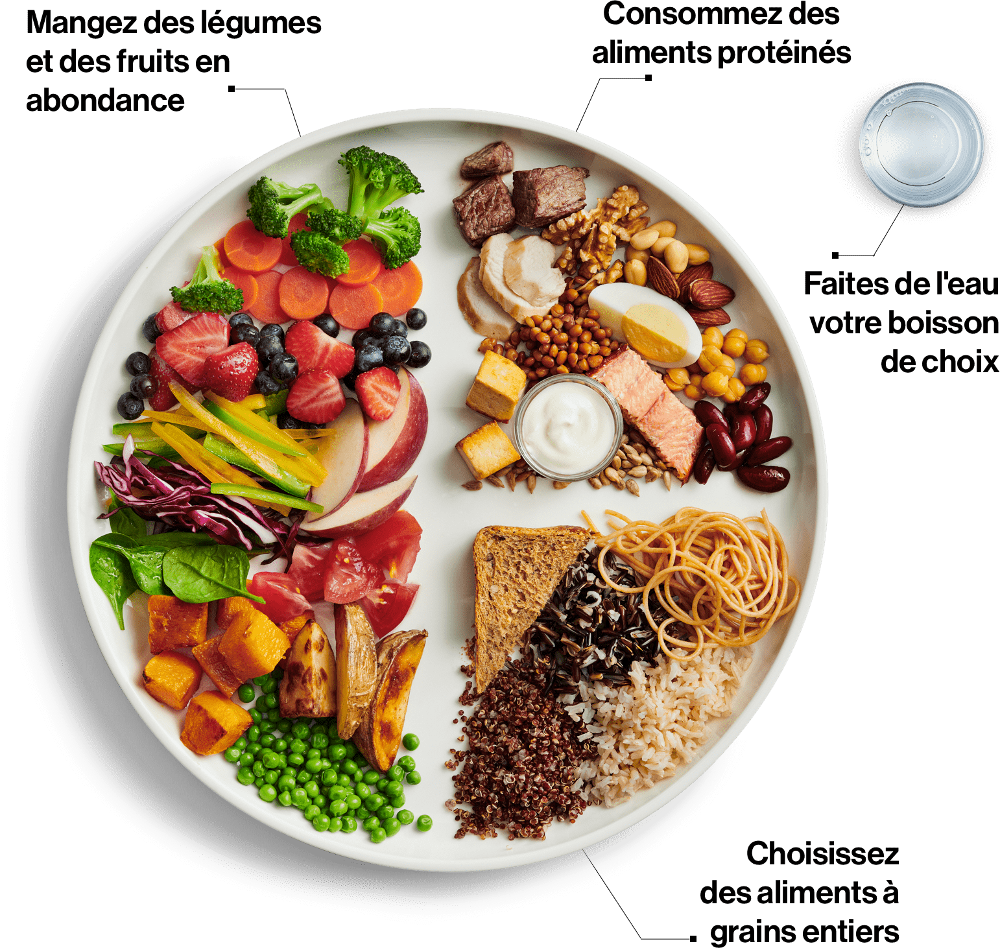 Mangez des légumes
et des fruits en
abondance
Consommez des
aliments protéinés
Faites de l'eau
votre boisson
de choix
Choisissez
des aliments à
grains entiers